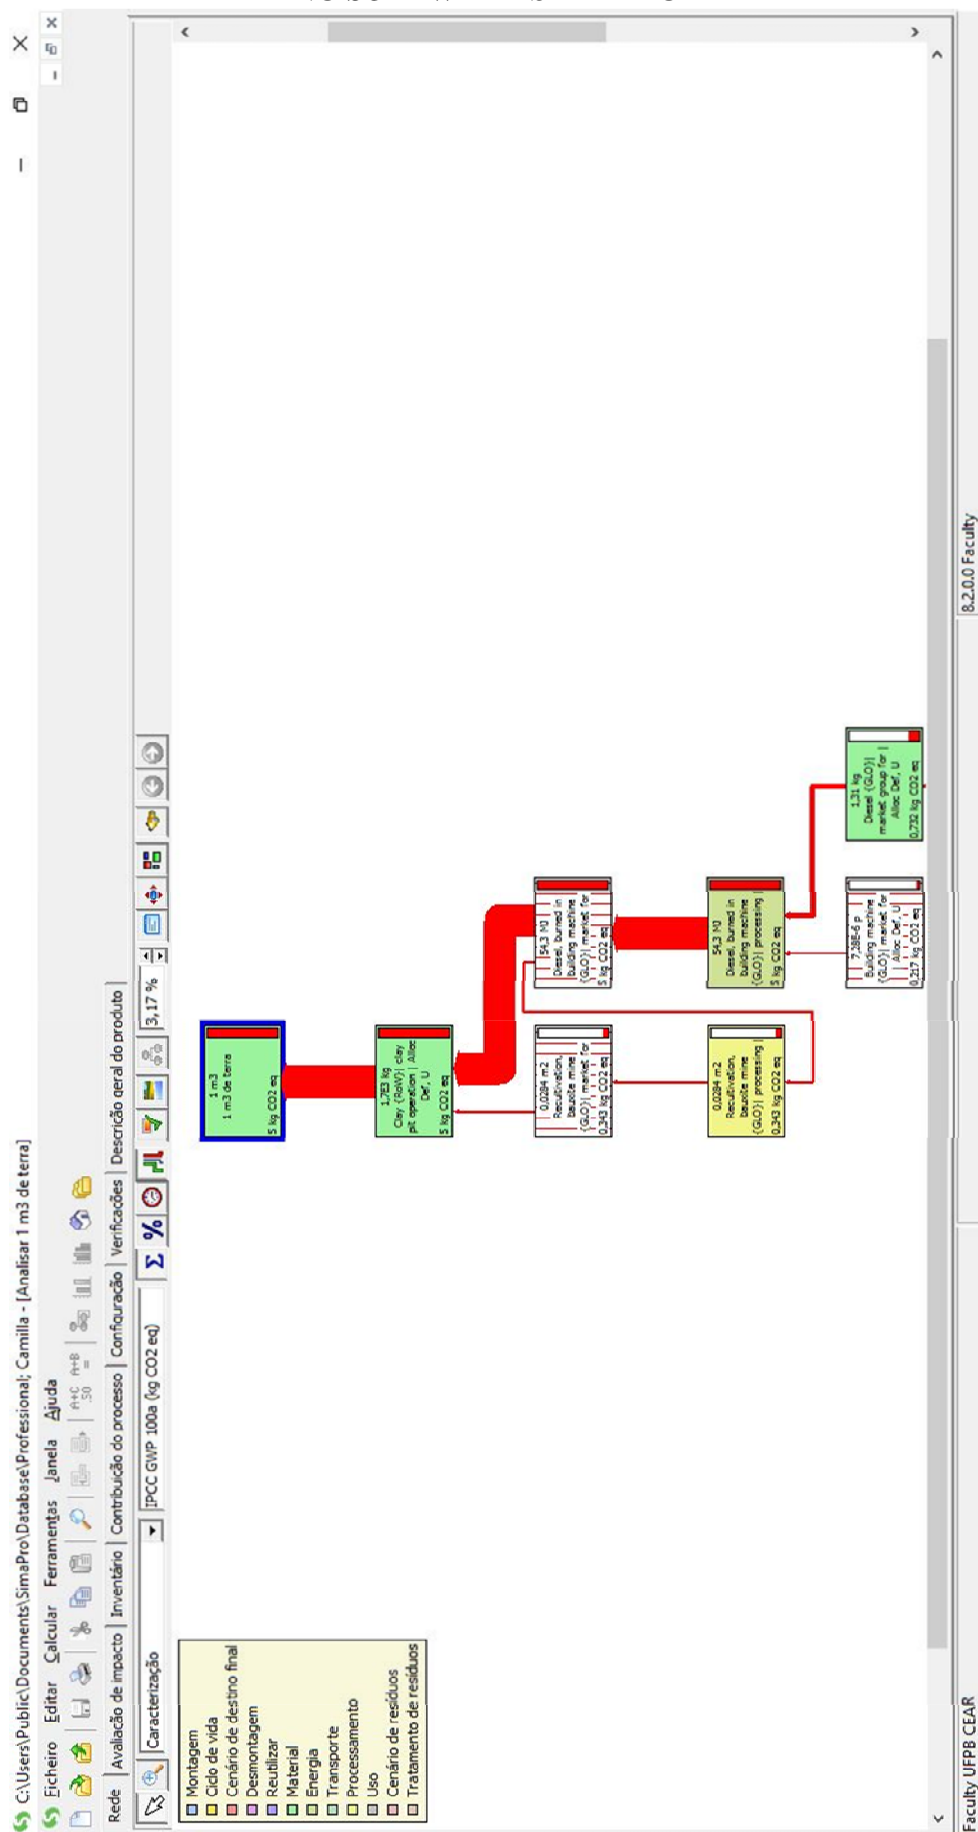 C:\Users\Public\Documents\SimaPro\Database\Professional; Camilla - [Analisar 1 m3 de terra]
Ficheiro Editar Calcular Ferramentas Janela Ajuda
Rede Avaliação de impacto Inventário Contribuição do processo Configuração Verificações Descrição geral do produto
Caracterização IPCC GWP 100a (kg CO2 eq) Σ % 3,17 %
Montagem
Ciclo de vida
Cenário de destino final
Desmontagem
Reutilizar
Material
Energia
Transporte
Processamento
Uso
Cenário de resíduos
Tratamento de resíduos
1 m3
1 m3 de terra
5 kg CO2 eq
1,7E3 kg
Clay {RoW}| clay
pit operation | Alloc
Def, U
5 kg CO2 eq
0,0284 m2
Recultivation,
bauxite mine
{GLO}| market for
0,343 kg CO2 eq
54,3 MJ
Diesel, burned in
building machine
{GLO}| market for
5 kg CO2 eq
0,0284 m2
Recultivation,
bauxite mine
{GLO}| processing |
0,343 kg CO2 eq
54,3 MJ
Diesel, burned in
building machine
{GLO}| processing |
5 kg CO2 eq
7,28E-6 p
Building machine
{GLO}| market for
| Alloc Def, U
0,217 kg CO2 eq
1,31 kg
Diesel {GLO}|
market group for |
Alloc Def, U
0,732 kg CO2 eq
Faculty UFPB CEAR
8.2.0.0 Faculty